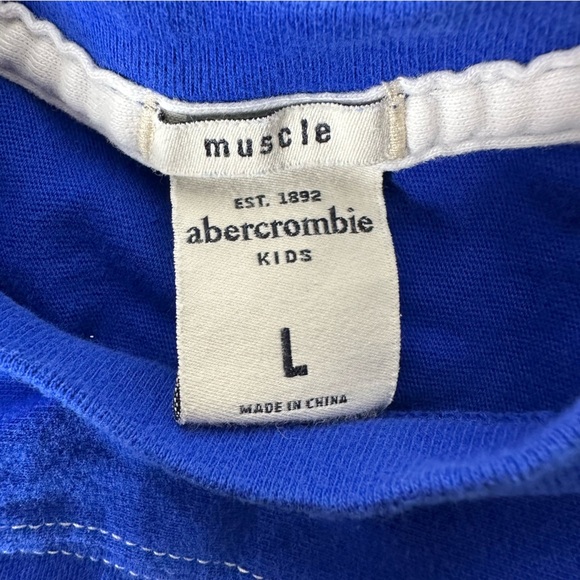 muscle
EST. 1892
abercrombie
KIDS
L
MADE IN CHINA